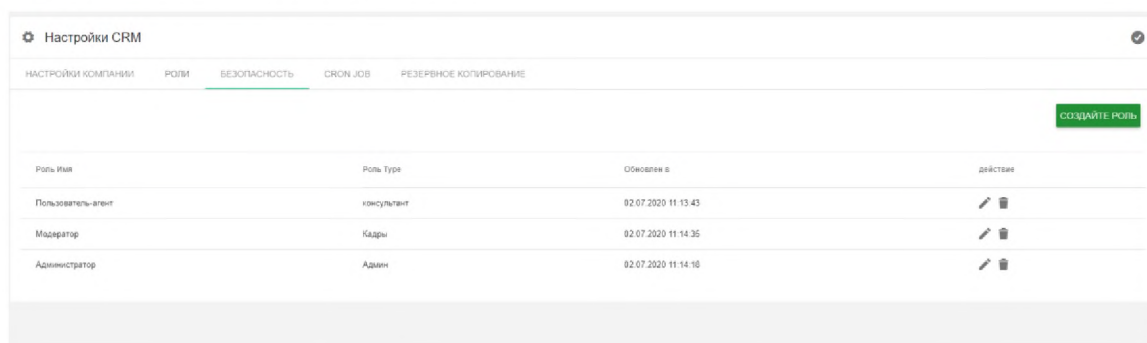 Настройки CRM
НАСТРОЙКИ КОМПАНИИ РОЛИ БЕЗОПАСНОСТЬ CRON JOB РЕЗЕРВНОЕ КОПИРОВАНИЕ
СОЗДАЙТЕ РОЛЬ
Роль Имя Роль Type Обновлен в действие
Пользователь-агент консультант 02.07.2020 11:13:43
Модератор Кадры 02.07.2020 11:14:35
Администратор Админ 02.07.2020 11:14:18